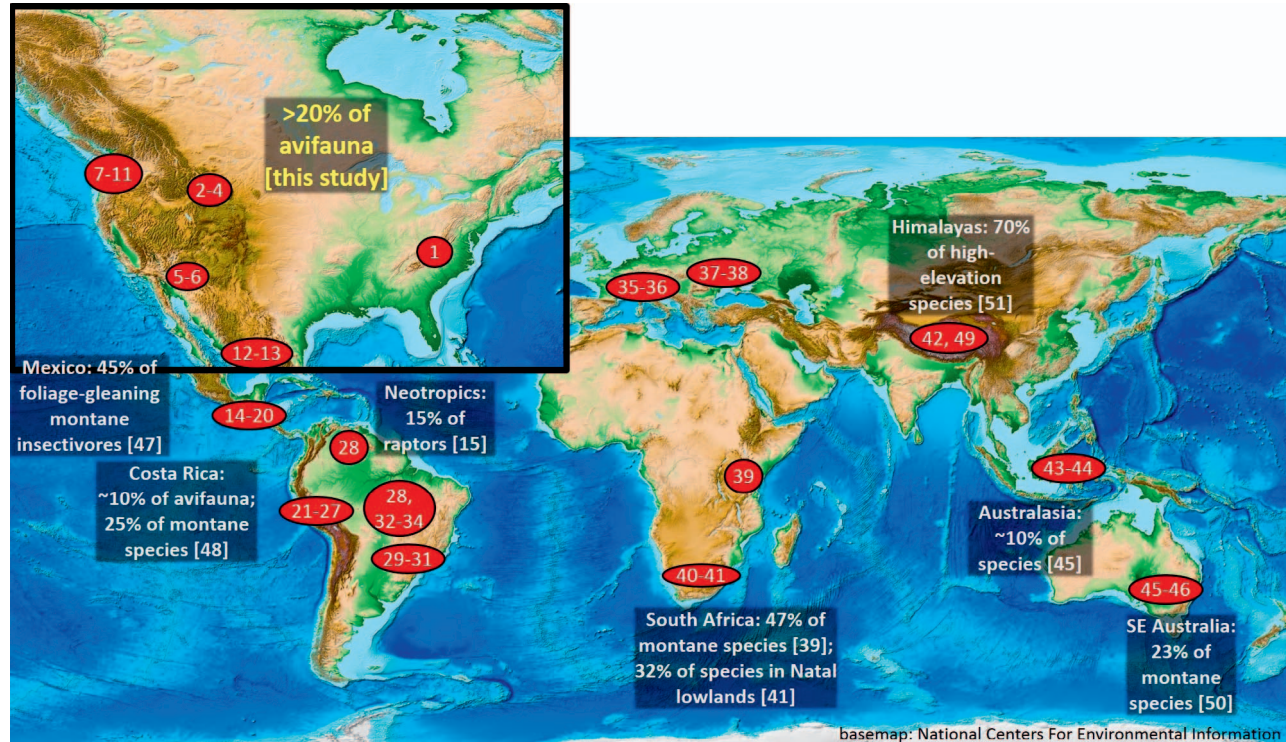 >20% of
avifauna
[this study]
7-11
2-4
1
5-6
12-13
Mexico: 45% of
foliage-gleaning
montane
insectivores [47]
14-20
Neotropics:
15% of
raptors [15]
28
Costa Rica:
~10% of avifauna;
25% of montane
species [48]
21-27
28,
32-34
29-31
35-36
37-38
Himalayas: 70%
of high-
elevation
species [51]
42, 49
39
43-44
Australasia:
~10% of
species [45]
40-41
45-46
South Africa: 47% of
montane species [39];
32% of species in Natal
lowlands [41]
SE Australia:
23% of
montane
species [50]
basemap: National Centers For Environmental Information